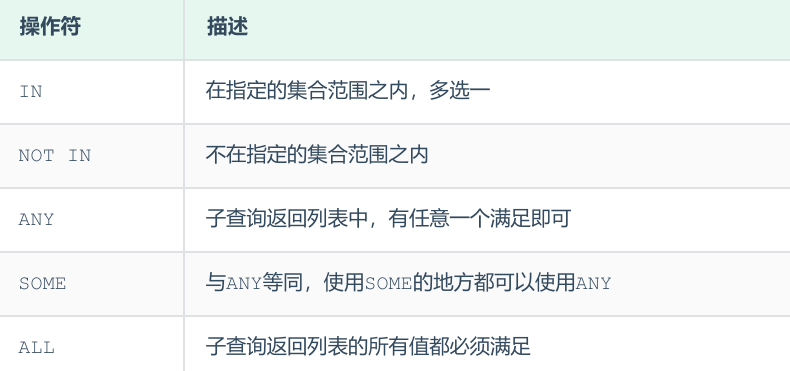 操作符 描述
IN 在指定的集合范围之内，多选一
NOT IN 不在指定的集合范围之内
ANY 子查询返回列表中，有任意一个满足即可
SOME 与ANY等同，使用SOME的地方都可以使用ANY
ALL 子查询返回列表的所有值都必须满足